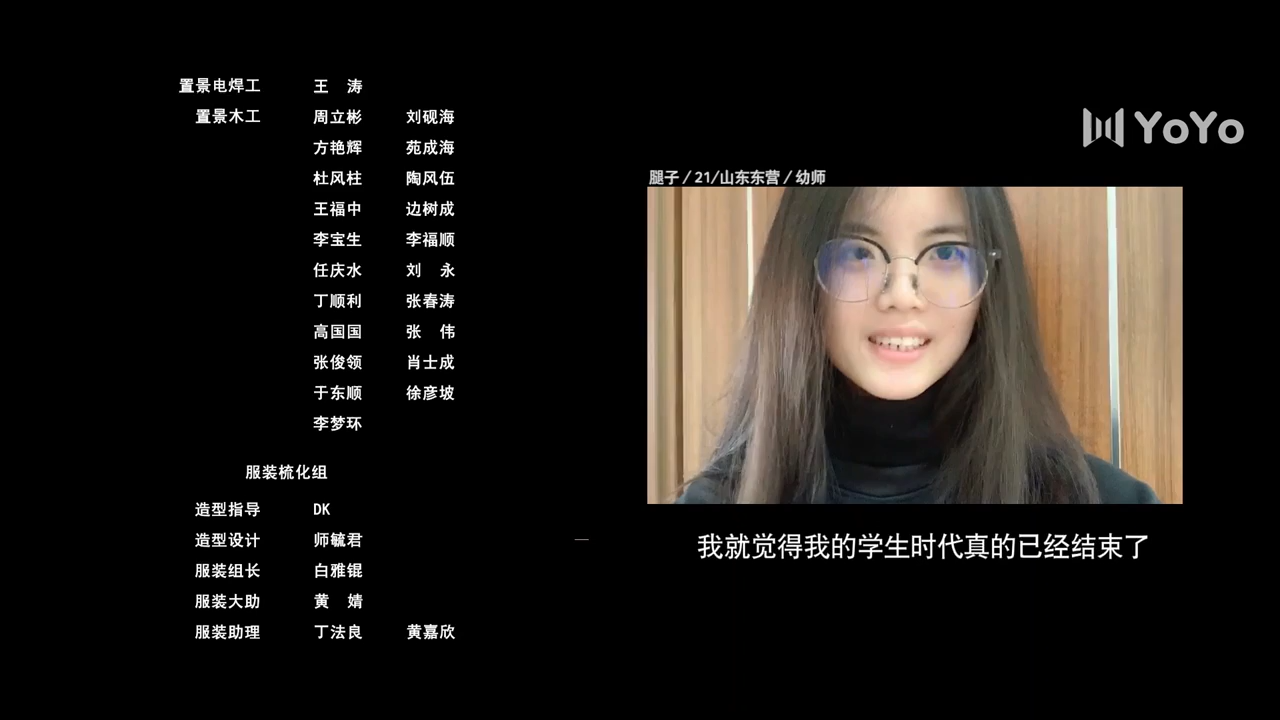 置景电焊工 王 涛
置景木工 周立彬 刘砚海
方艳辉 苑成海
杜风柱 陶风伍
王福中 边树成
李宝生 李福顺
任庆水 刘 永
丁顺利 张春涛
高国国 张 伟
张俊领 肖士成
于东顺 徐彦坡
李梦环
服装梳化组
造型指导 DK
造型设计 师毓君
服装组长 白雅锟
服装大助 黄 婧
服装助理 丁法良 黄嘉欣
YoYo
腿子 / 21/山东东营 / 幼师
我就觉得我的学生时代真的已经结束了